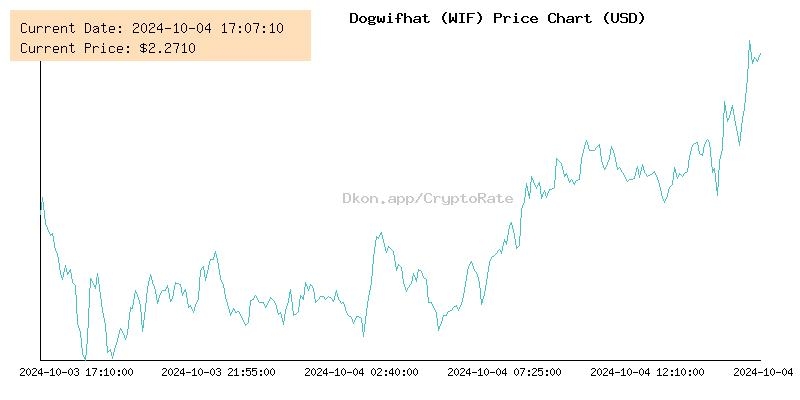 Dogwifhat (WIF) Price Chart (USD)
Current Date: 2024-10-04 17:07:10
Current Price: $2.2710
Dkon.app/CryptoRate
2024-10-03 17:10:00 2024-10-03 21:55:00 2024-10-04 02:40:00 2024-10-04 07:25:00 2024-10-04 12:10:00 2024-10-04